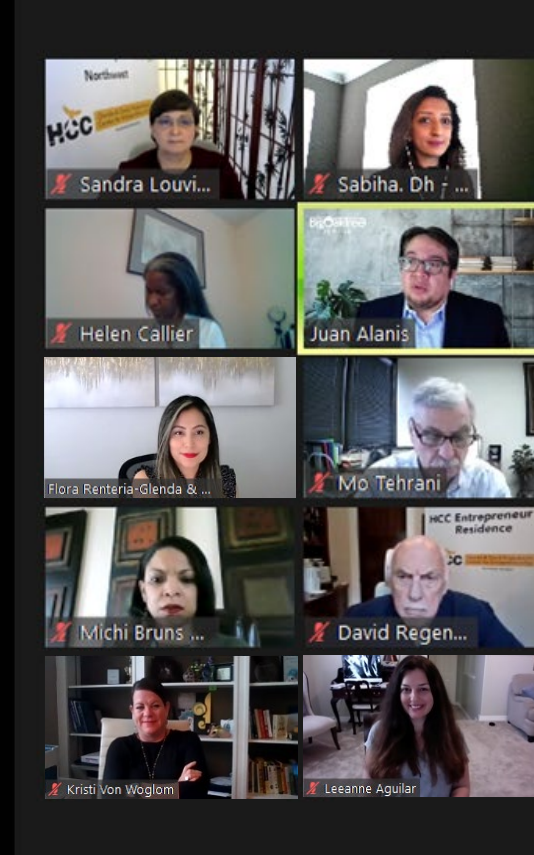 Northwest
HCC
Sandra Louvi...
Sabiha. Dh - ...
Helen Callier
Juan Alanis
Flora Renteria-Glenda & ...
Mo Tehrani
HCC Entrepreneur
Residence
Michi Bruns ...
David Regen...
Kristi Von Woglom
Leeanne Aguilar